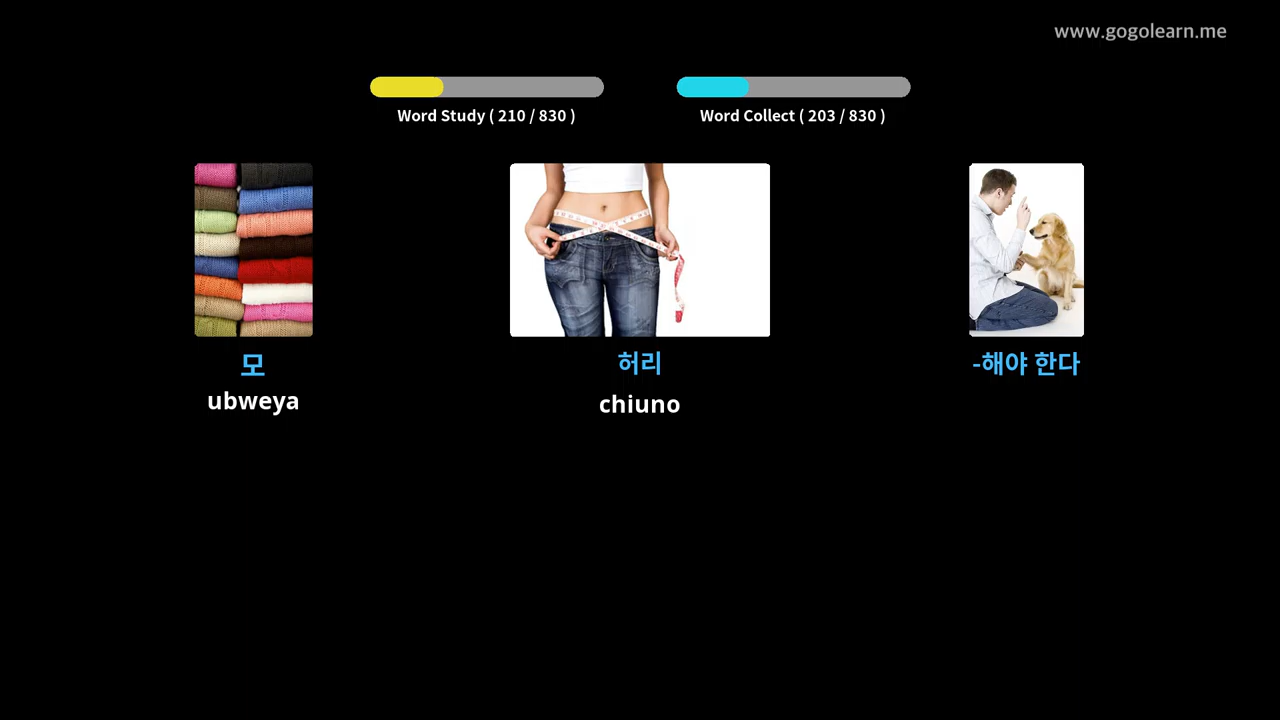 www.gogolearn.me
Word Study ( 210 / 830 )
Word Collect ( 203 / 830 )
모
허리
-해야 한다
ubweya
chiuno